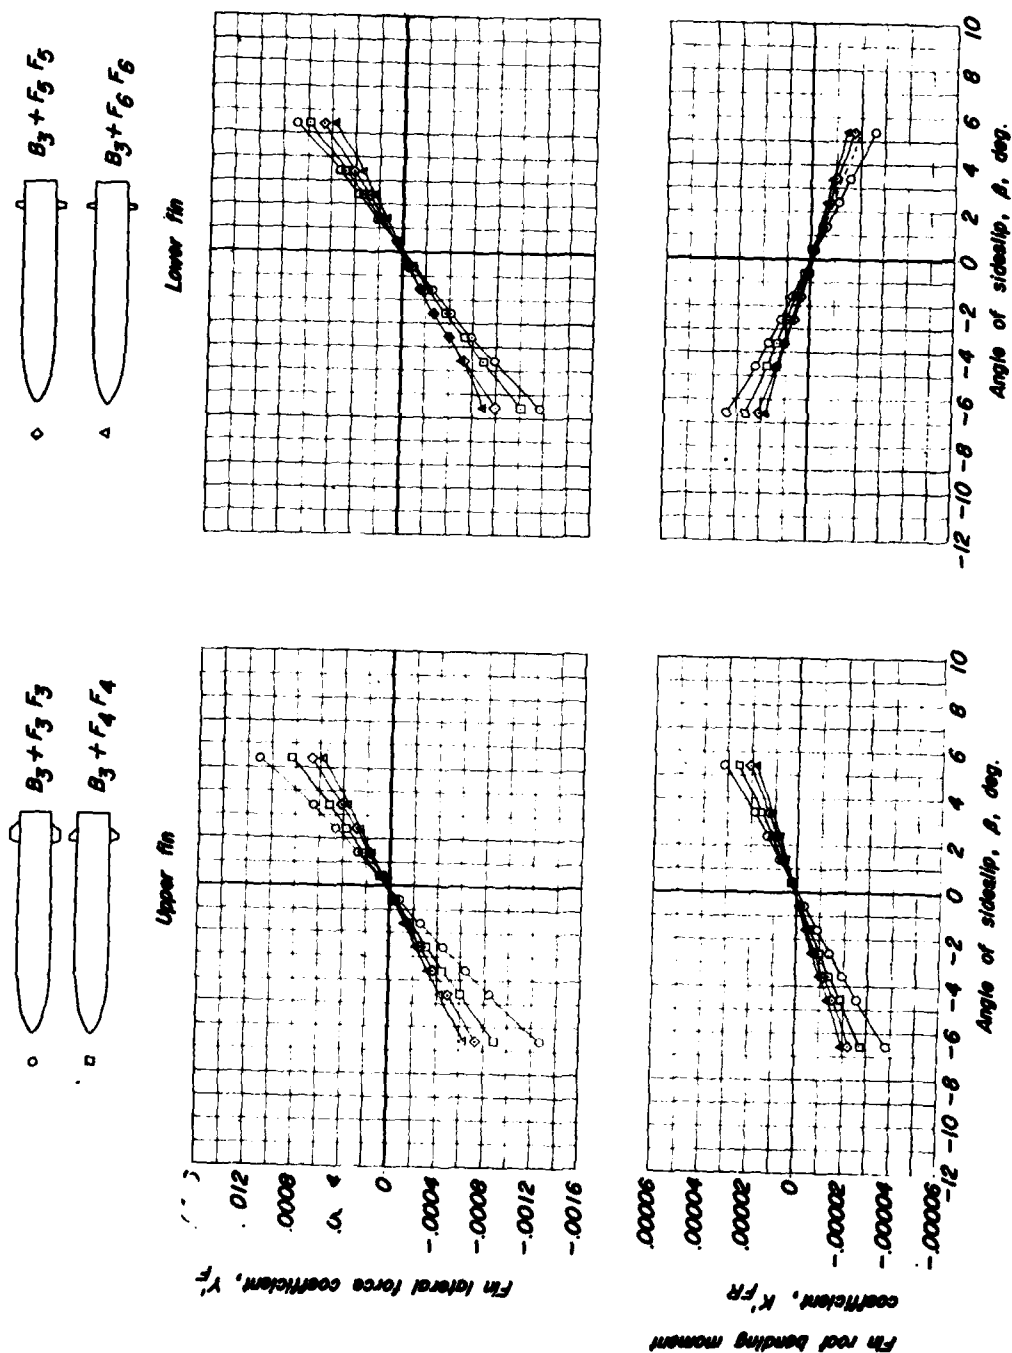 B₃ + F₃ F₃
B₃ + F₄ F₄
B₃ + F₅ F₅
B₃ + F₆ F₆
Upper fin
Lower fin
Fin lateral force coefficient, Y'F
012
.0008
4
0
-.0004
-.0008
-.0012
-.0016
Fin root bending moment
coefficient, K'FR
.00006
.00002
0
-.00002
-.00004
-.00006
-12 -10 -8 -6 -4 -2 0 2 4 6 8 10
Angle of sideslip, β, deg.
-12 -10 -8 -6 -4 -2 0 2 4 6 8 10
Angle of sideslip, β, deg.